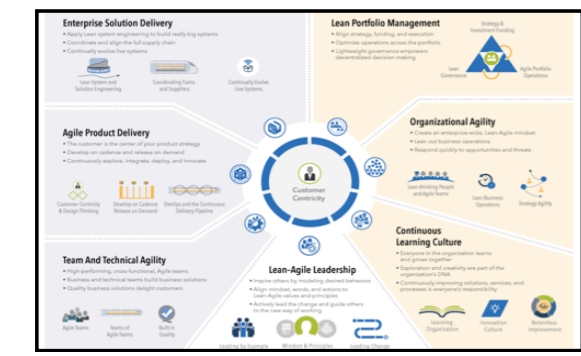 Enterprise Solution Delivery
• Apply Lean system engineering to build really big systems
• Coordinate and align the full supply chain
• Continually evolve live systems
Lean System and
Solution Engineering
Coordinating Trains
and Suppliers
Continually Evolve
Live Systems
Lean Portfolio Management
• Align strategy, funding, and execution
• Optimize operations across the portfolio
• Lightweight governance empowers
decentralized decision-making
Strategy &
Investment Funding
Lean
Governance
Agile Portfolio
Operations
Agile Product Delivery
• The customer is the center of your product strategy
• Develop on cadence and release on demand
• Continuously explore, integrate, deploy, and innovate
Customer Centricity
& Design Thinking
Develop on Cadence
Release on Demand
DevOps and the Continuous
Delivery Pipeline
Organizational Agility
• Create an enterprise-wide, Lean-Agile mindset
• Lean out business operations
• Respond quickly to opportunities and threats
Lean-thinking People
and Agile Teams
Lean Business
Operations
Strategy Agility
Customer
Centricity
Team And Technical Agility
• High-performing, cross-functional, Agile teams
• Business and technical teams build business solutions
• Quality business solutions delight customers
Agile Teams
Teams of
Agile Teams
Built-in
Quality
Lean-Agile Leadership
• Inspire others by modeling desired behaviors
• Align mindset, words, and actions to
Lean-Agile values and principles
• Actively lead the change and guide others
to the new way of working
Leading by Example
Mindset & Principles
Leading Change
Continuous
Learning Culture
• Everyone in the organization learns
and grows together
• Exploration and creativity are part of the
organization's DNA
• Continuously improving solutions, services, and
processes is everyone's responsibility
Learning
Organization
Innovation
Culture
Relentless
Improvement